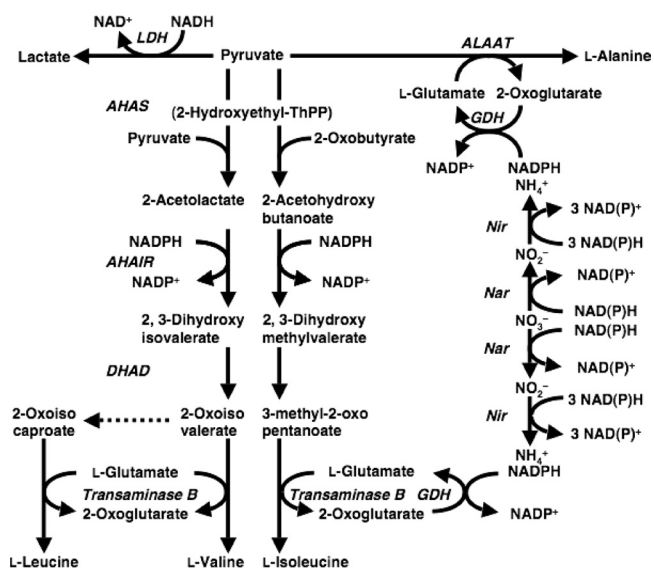 NAD⁺ NADH
LDH
ALAAT
Lactate Pyruvate L-Alanine
L-Glutamate 2-Oxoglutarate
AHAS
(2-Hydroxyethyl-ThPP)
GDH
Pyruvate 2-Oxobutyrate
NADP⁺ NADPH
NH₄⁺
2-Acetolactate 2-Acetohydroxy
butanoate
3 NAD(P)⁺
Nir
3 NAD(P)H
NADPH NADPH
NO₂⁻
AHAIR
NADP⁺ NADP⁺
NAD(P)⁺
Nar
NAD(P)H
2, 3-Dihydroxy 2, 3-Dihydroxy
isovalerate methylvalerate
NO₃⁻
NAD(P)H
Nar
NAD(P)⁺
DHAD
NO₂⁻
3 NAD(P)H
2-Oxoiso 2-Oxoiso 3-methyl-2-oxo
caproate valerate pentanoate
Nir
3 NAD(P)⁺
NH₄⁺
L-Glutamate L-Glutamate NADPH
Transaminase B Transaminase B GDH
2-Oxoglutarate 2-Oxoglutarate NADP⁺
L-Leucine L-Valine L-Isoleucine